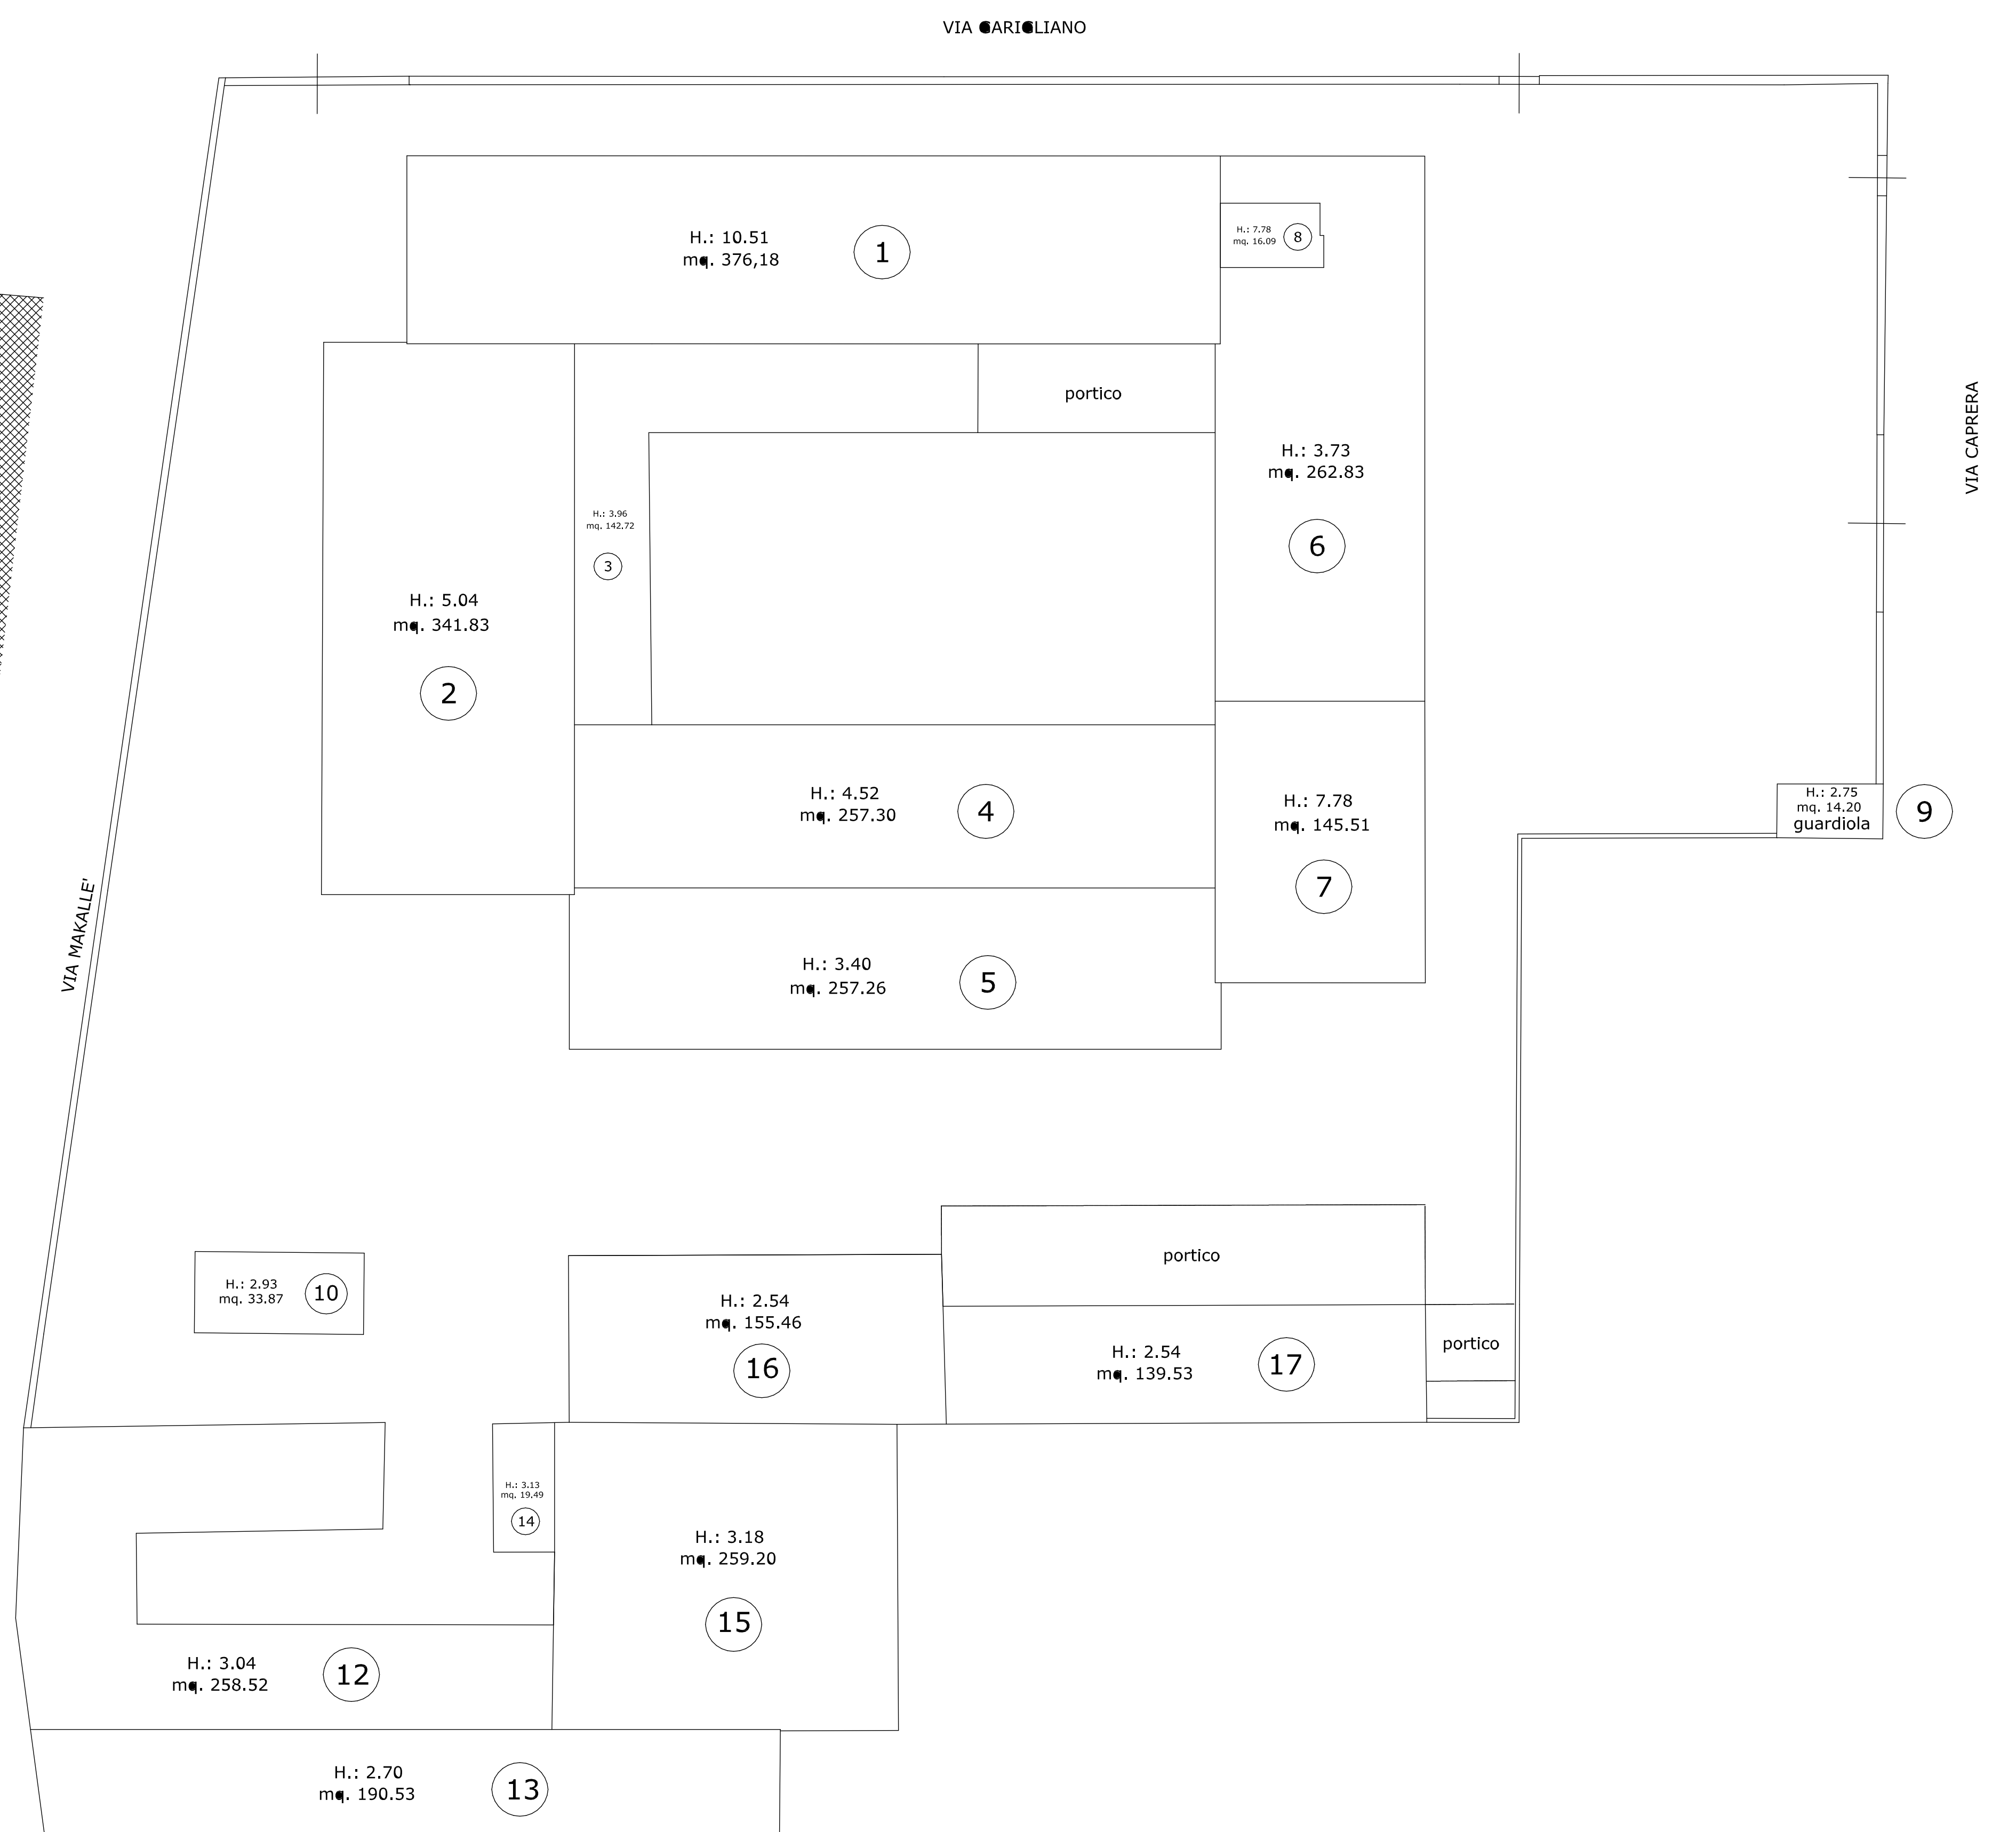 VIA GARIGLIANO
H.: 10.51
mq. 376,18
1
H.: 7.78
mq. 16.09
8
portico
VIA CAPRERA
H.: 3.73
mq. 262.83
6
H.: 3.96
mq. 142.72
3
H.: 5.04
mq. 341.83
2
H.: 4.52
mq. 257.30
4
H.: 7.78
mq. 145.51
7
H.: 2.75
mq. 14.20
guardiola
9
VIA MAKALLE'
H.: 3.40
mq. 257.26
5
portico
H.: 2.93
mq. 33.87
10
H.: 2.54
mq. 155.46
16
H.: 2.54
mq. 139.53
17
portico
H.: 3.13
mq. 19.49
14
H.: 3.18
mq. 259.20
15
H.: 3.04
mq. 258.52
12
H.: 2.70
mq. 190.53
13